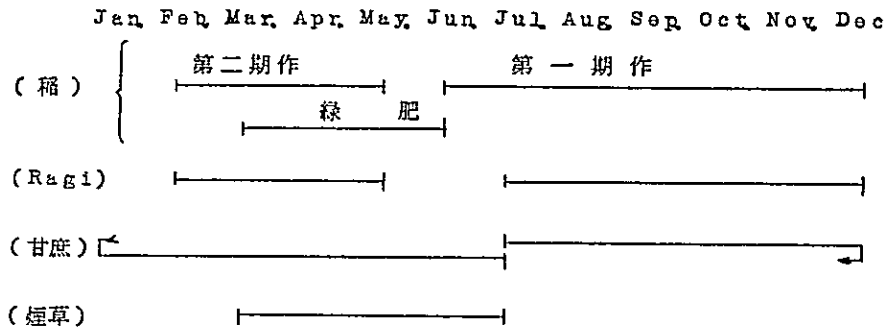 Jan. Feb. Mar. Apr. May. Jun. Jul. Aug. Sep. Oct. Nov. Dec
(稲) 第二期作 第一期作
緑肥
(Ragi)
(甘庶)
(煙草)